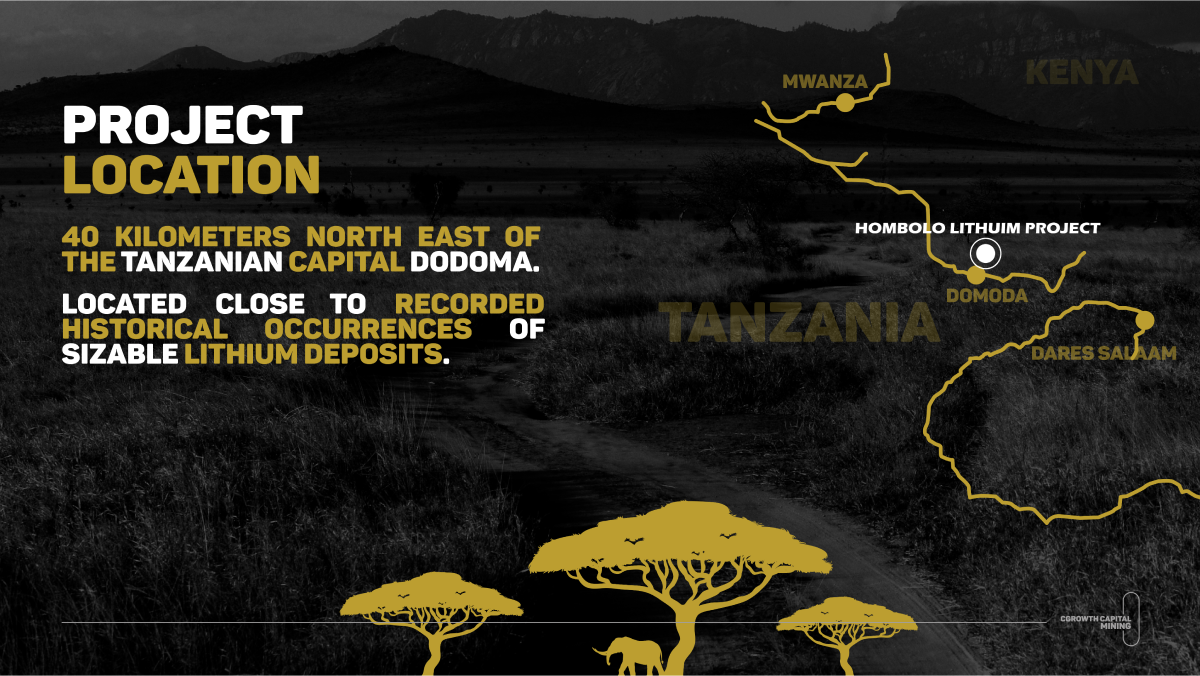 PROJECT
LOCATION
40 KILOMETERS NORTH EAST OF
THE TANZANIAN CAPITAL DODOMA.
LOCATED CLOSE TO RECORDED
HISTORICAL OCCURRENCES OF
SIZABLE LITHIUM DEPOSITS.
MWANZA
KENYA
HOMBOLO LITHUIM PROJECT
DOMODA
TANZANIA
DARES SALAAM
CGROWTH CAPITAL
MINING